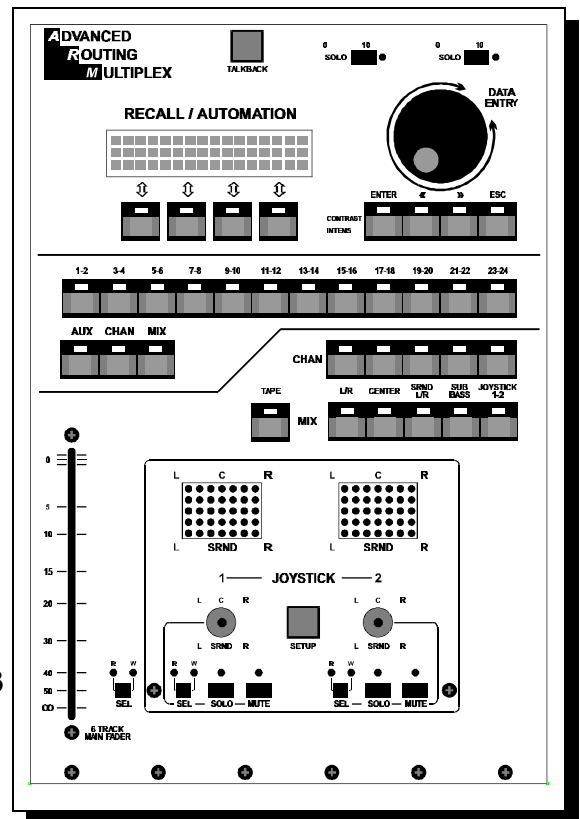 ADVANCED
ROUTING
MULTIPLEX
TALKBACK
0 10
SOLO
0 10
SOLO
DATA
ENTRY
RECALL / AUTOMATION
ENTER « » ESC
CONTRAST
INTENS
1-2 3-4 5-6 7-8 9-10 11-12 13-14 15-16 17-18 19-20 21-22 23-24
AUX CHAN MIX
CHAN
TAPE
MIX
L/R CENTER SRND L/R SUB BASS JOYSTICK 1-2
0
5
10
15
20
30
40
50
L C R
L SRND R
L C R
L SRND R
1 JOYSTICK 2
L C R
L SRND R
SETUP
L C R
L SRND R
R W
SEL
R W
SEL SOLO MUTE
R W
SEL SOLO MUTE
6 TRACK
MAIN FADER